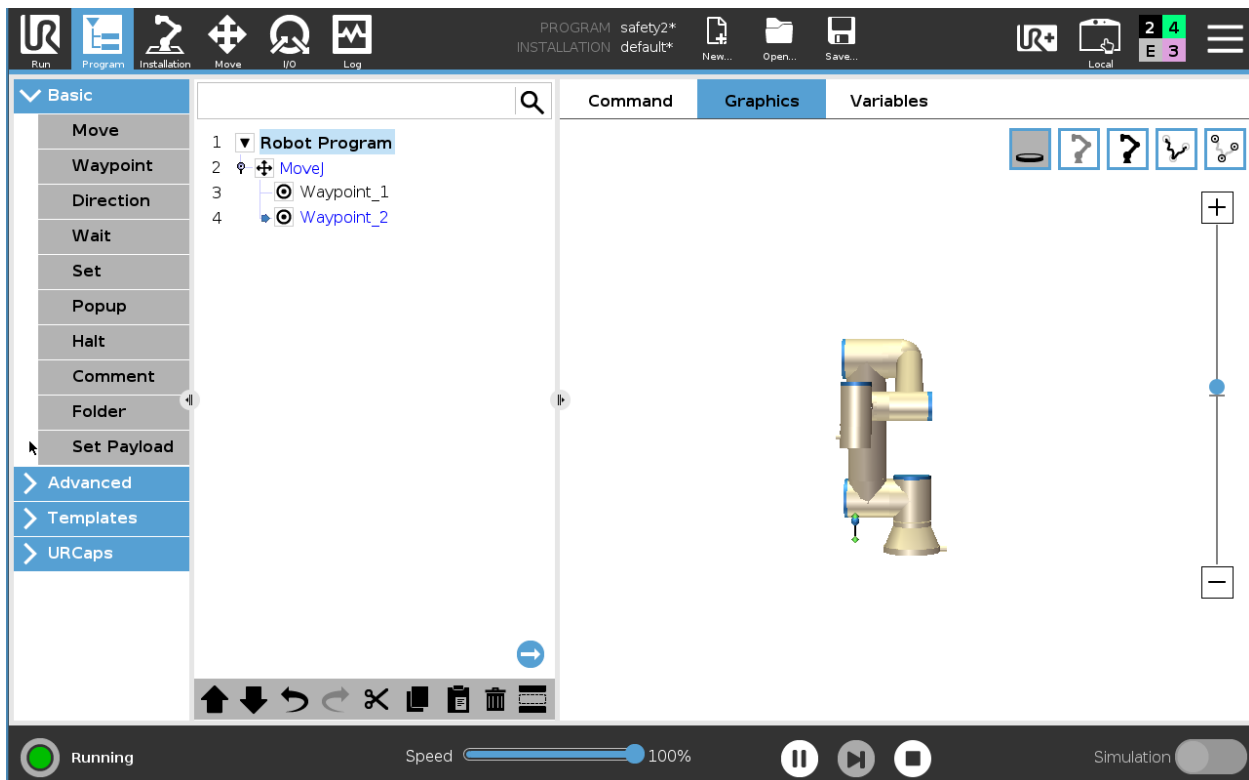 PROGRAM safety2*
INSTALLATION default*
UR
UR+
2 4
E 3
Run Program Installation Move I/O Log
New... Open... Save...
Local
Basic
Move
Waypoint
Direction
Wait
Set
Popup
Halt
Comment
Folder
Set Payload
Advanced
Templates
URCaps
1 Robot Program
2 MoveJ
3 Waypoint_1
4 Waypoint_2
Command Graphics Variables
Running
Speed 100%
Simulation